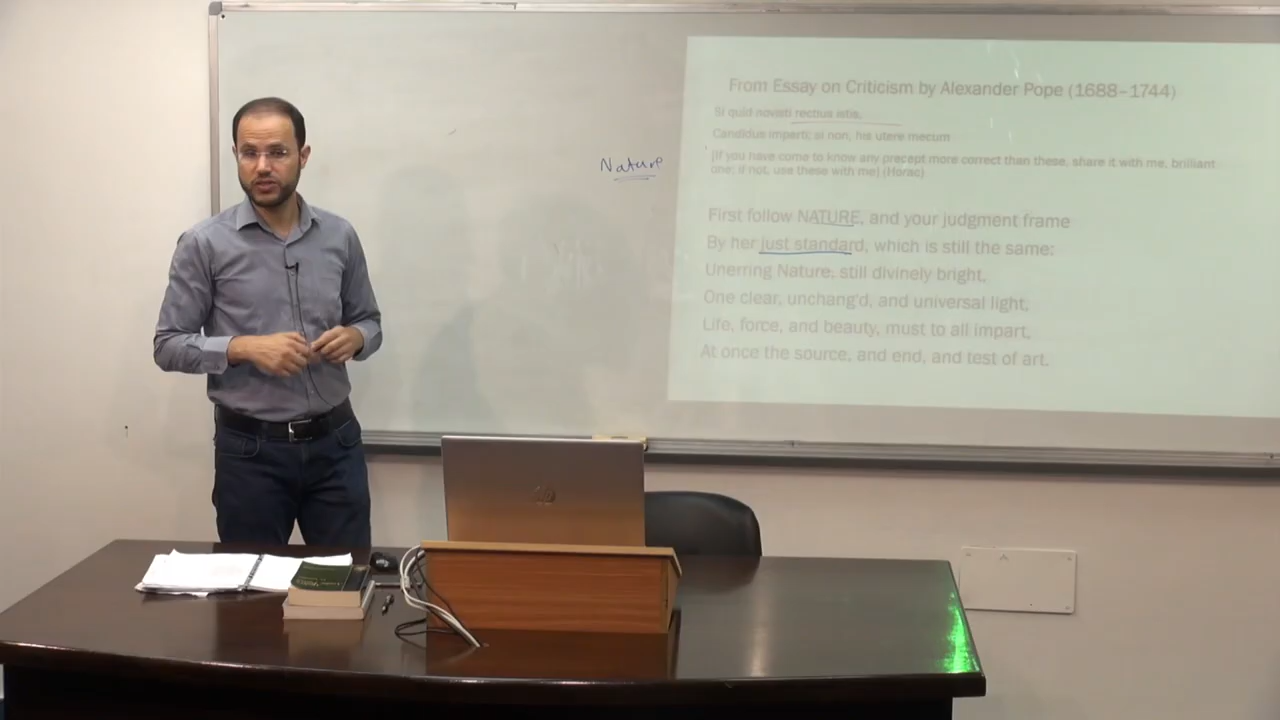 From Essay on Criticism by Alexander Pope (1688–1744)
Si quid novisti rectius istis,
Candidus imperti; si non, his utere mecum
[If you have come to know any precept more correct than these, share it with me, brilliant
one; if not, use these with me] (Horac)
Nature
First follow NATURE, and your judgment frame
By her just standard, which is still the same:
Unerring Nature, still divinely bright,
One clear, unchang'd, and universal light,
Life, force, and beauty, must to all impart,
At once the source, and end, and test of art.
hp